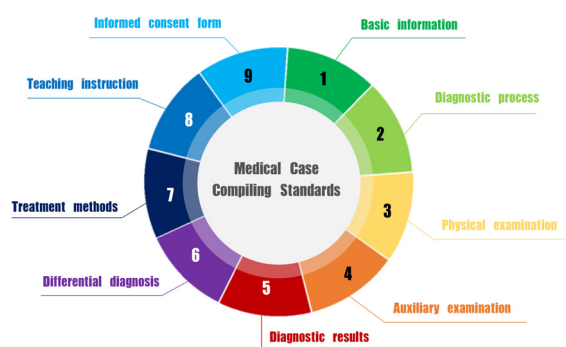 Informed consent form
Basic information
Teaching instruction
Diagnostic process
Treatment methods
Physical examination
Differential diagnosis
Auxiliary examination
Diagnostic results
Medical Case
Compiling Standards
1
2
3
4
5
6
7
8
9